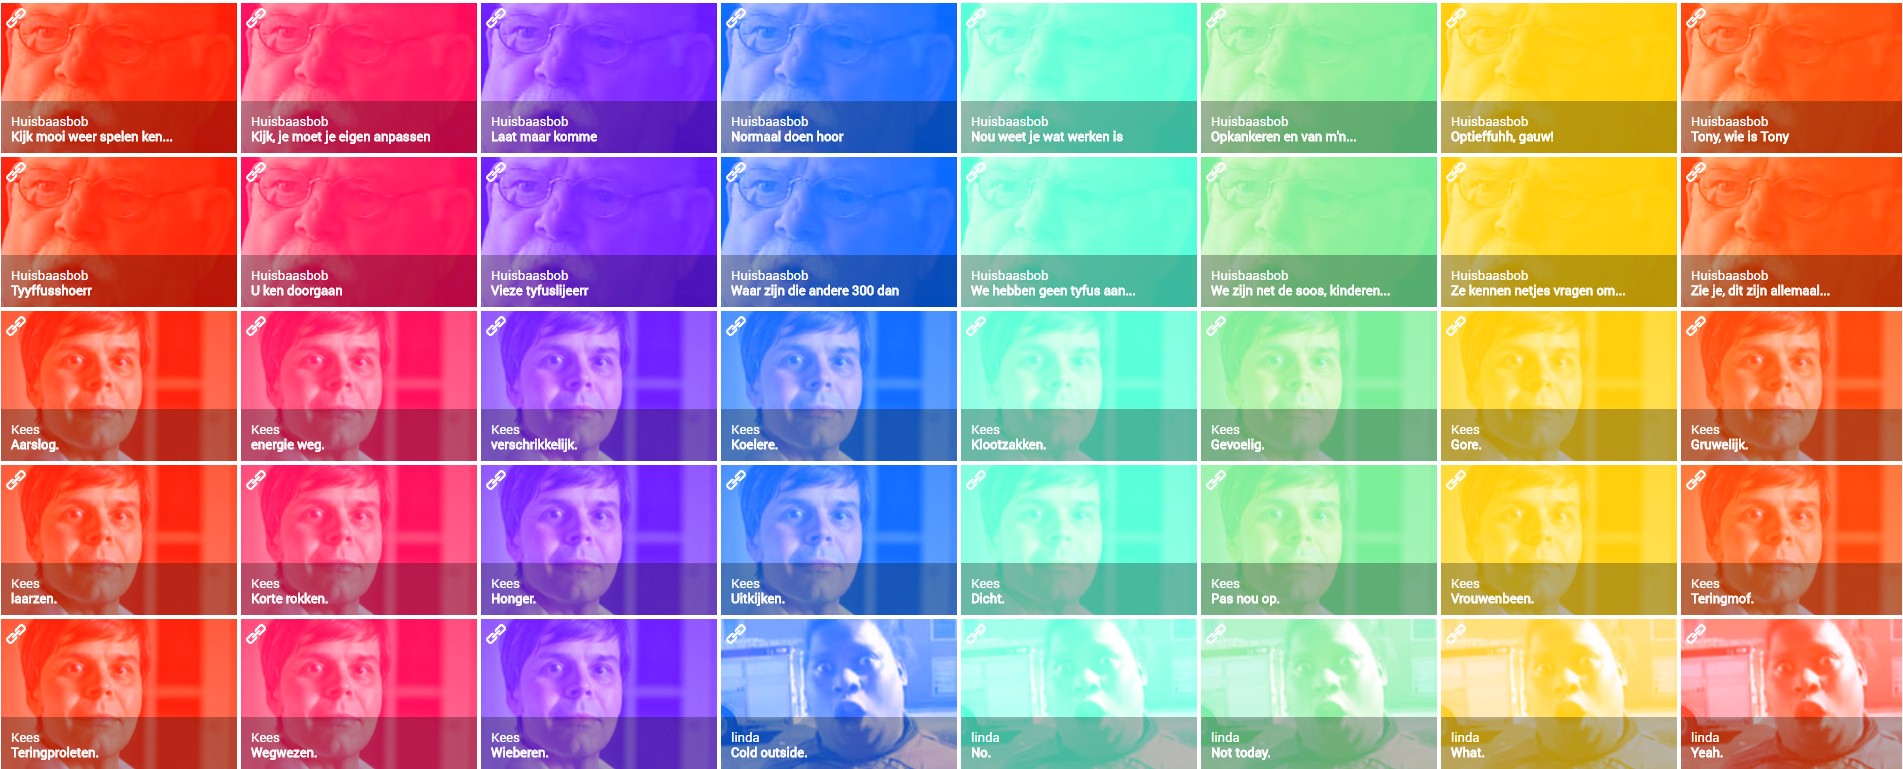 Huisbaasbob
Kijk mooi weer spelen ken...
Huisbaasbob
Kijk, je moet je eigen anpassen
Huisbaasbob
Laat maar komme
Huisbaasbob
Normaal doen hoor
Huisbaasbob
Nou weet je wat werken is
Huisbaasbob
Opkankeren en van m'n...
Huisbaasbob
Optieffuhh, gauw!
Huisbaasbob
Tony, wie is Tony
Huisbaasbob
Tyyffusshoerr
Huisbaasbob
U ken doorgaan
Huisbaasbob
Vieze tyfuslijeerr
Huisbaasbob
Waar zijn die andere 300 dan
Huisbaasbob
We hebben geen tyfus aan...
Huisbaasbob
We zijn net de soos, kinderen...
Huisbaasbob
Ze kennen netjes vragen om...
Huisbaasbob
Zie je, dit zijn allemaal...
Kees
Aarslog.
Kees
energie weg.
Kees
verschrikkelijk.
Kees
Koelere.
Kees
Klootzakken.
Kees
Gevoelig.
Kees
Gore.
Kees
Gruwelijk.
Kees
laarzen.
Kees
Korte rokken.
Kees
Honger.
Kees
Uitkijken.
Kees
Dicht.
Kees
Pas nou op.
Kees
Vrouwenbeen.
Kees
Teringmof.
Kees
Teringproleten.
Kees
Wegwezen.
Kees
Wieberen.
linda
Cold outside.
linda
No.
linda
Not today.
linda
What.
linda
Yeah.